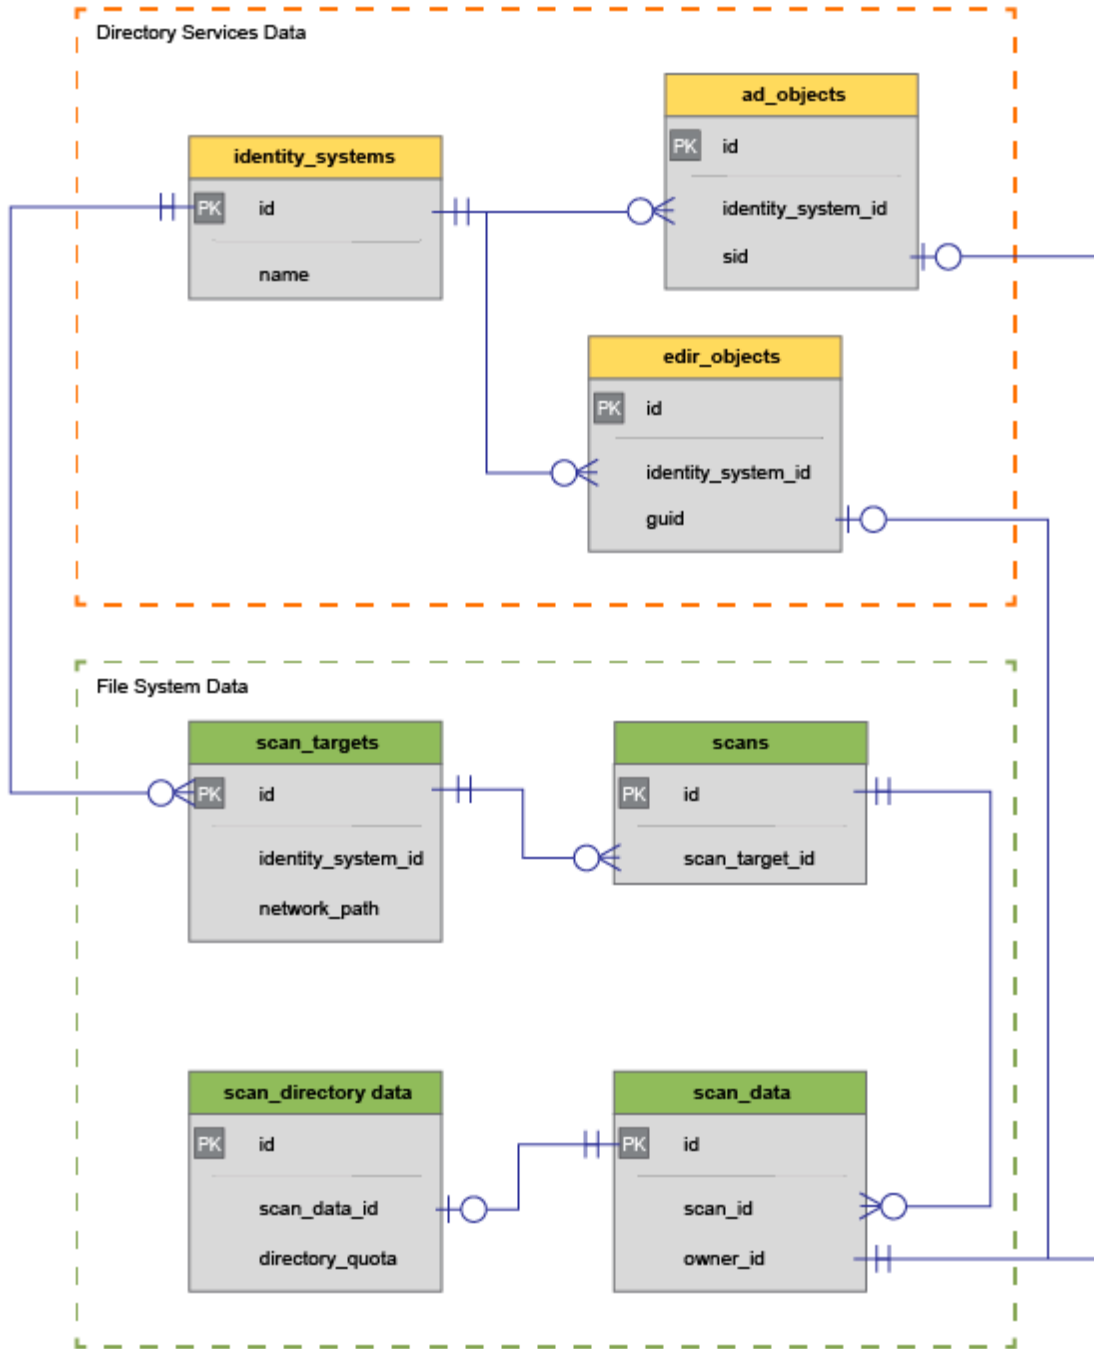 Directory Services Data
ad_objects
PK id
identity_system_id
sid
identity_systems
PK id
name
edir_objects
PK id
identity_system_id
guid
File System Data
scan_targets
PK id
identity_system_id
network_path
scans
PK id
scan_target_id
scan_directory data
PK id
scan_data_id
directory_quota
scan_data
PK id
scan_id
owner_id